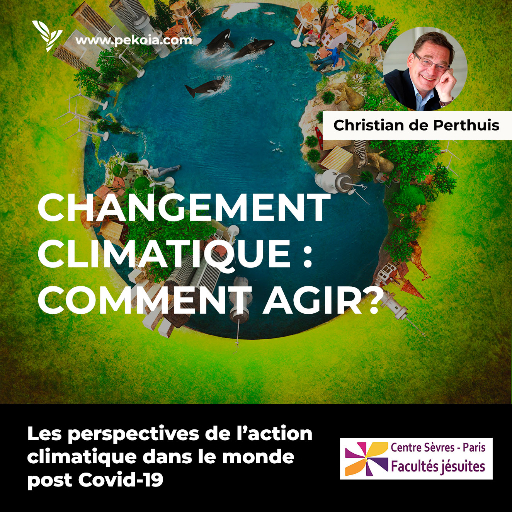 www.pekoia.com
Christian de Perthuis
CHANGEMENT
CLIMATIQUE :
COMMENT AGIR?
Les perspectives de l’action
climatique dans le monde
post Covid-19
Centre Sèvres - Paris
Facultés jésuites